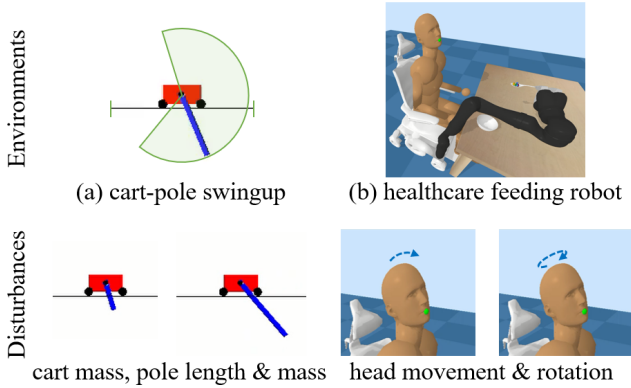 Environments
(a) cart-pole swingup
(b) healthcare feeding robot
Disturbances
cart mass, pole length & mass
head movement & rotation